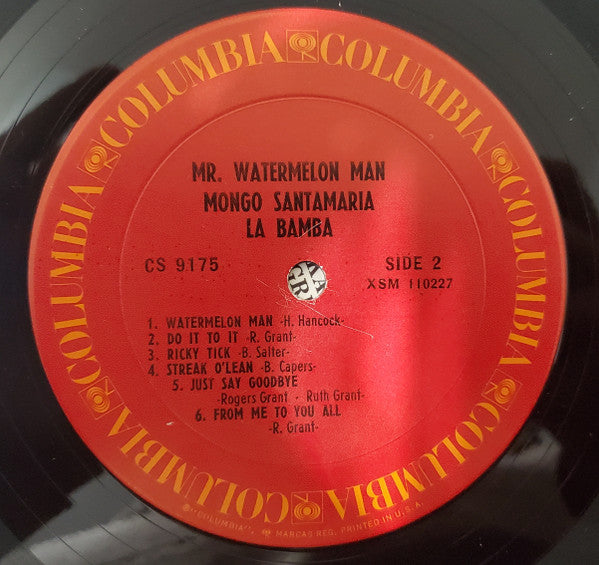 COLUMBIA COLUMBIA COLUMBIA COLUMBIA COLUMBIA COLUMBIA
MR. WATERMELON MAN
MONGO SANTAMARIA
LA BAMBA
CS 9175
SIDE 2
XSM 110227
1. WATERMELON MAN -H. Hancock-
2. DO IT TO IT -R. Grant-
3. RICKY TICK -B. Salter-
4. STREAK O'LEAN -B. Capers-
5. JUST SAY GOODBYE
-Rogers Grant - Ruth Grant-
6. FROM ME TO YOU ALL
-R. Grant-
℗"COLUMBIA", MARCAS REG. PRINTED IN U.S.A.